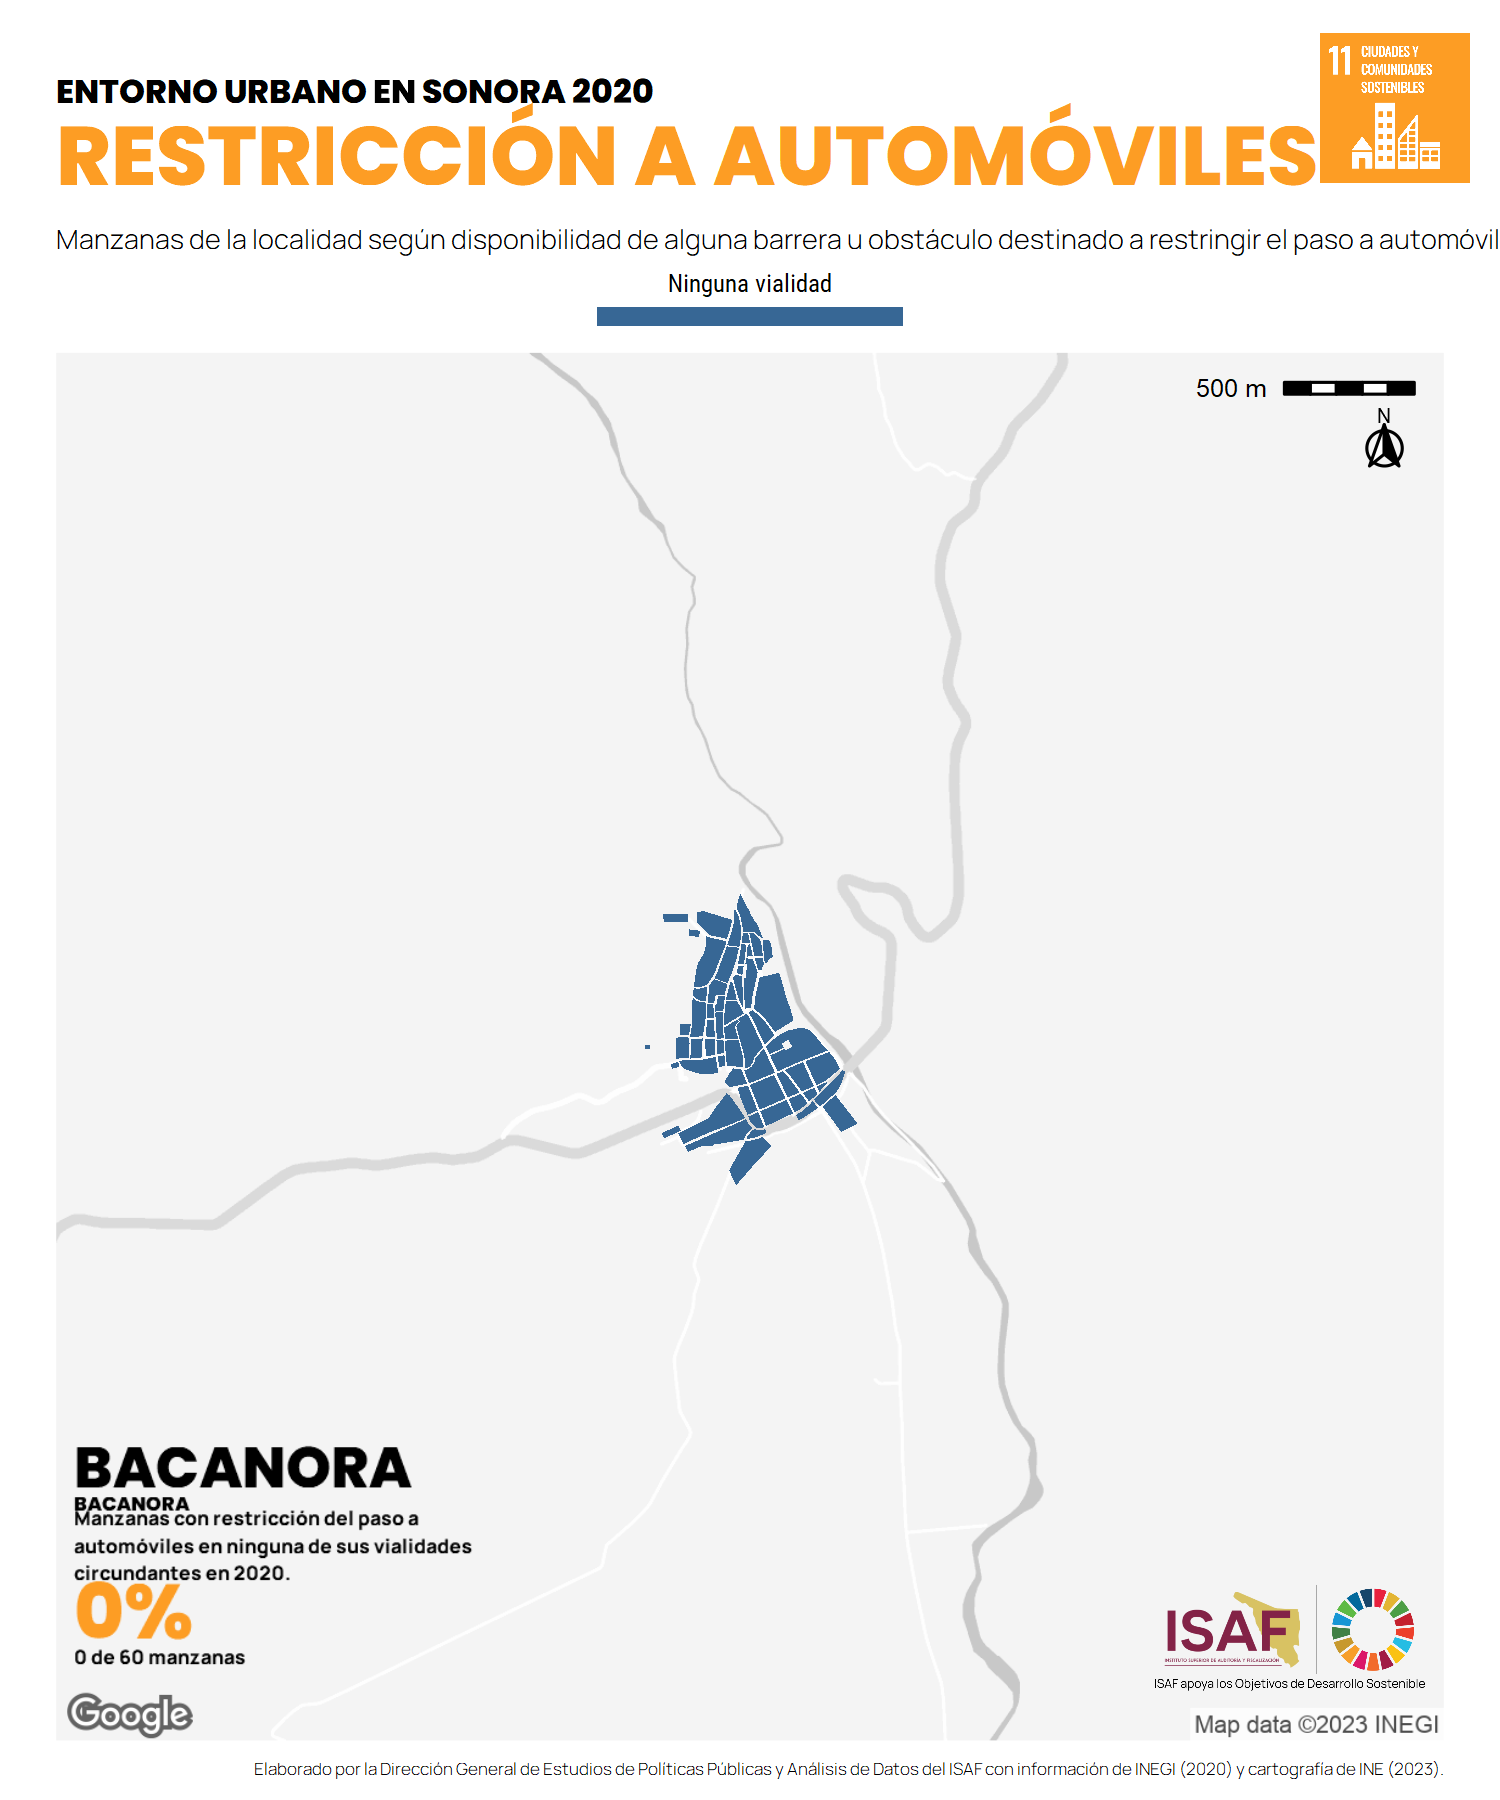 ENTORNO URBANO EN SONORA 2020
RESTRICCIÓN A AUTOMÓVILES
11 CIUDADES Y
COMUNIDADES
SOSTENIBLES
Manzanas de la localidad según disponibilidad de alguna barrera u obstáculo destinado a restringir el paso a automóvil
Ninguna vialidad
500 m
N
BACANORA
BACANORA
Manzanas con restricción del paso a
automóviles en ninguna de sus vialidades
circundantes en 2020.
0%
0 de 60 manzanas
ISAF
INSTITUTO SUPERIOR DE AUDITORÍA Y FISCALIZACIÓN
ISAF apoya los Objetivos de Desarrollo Sostenible
Google
Map data ©2023 INEGI
Elaborado por la Dirección General de Estudios de Políticas Públicas y Análisis de Datos del ISAF con información de INEGI (2020) y cartografía de INE (2023).